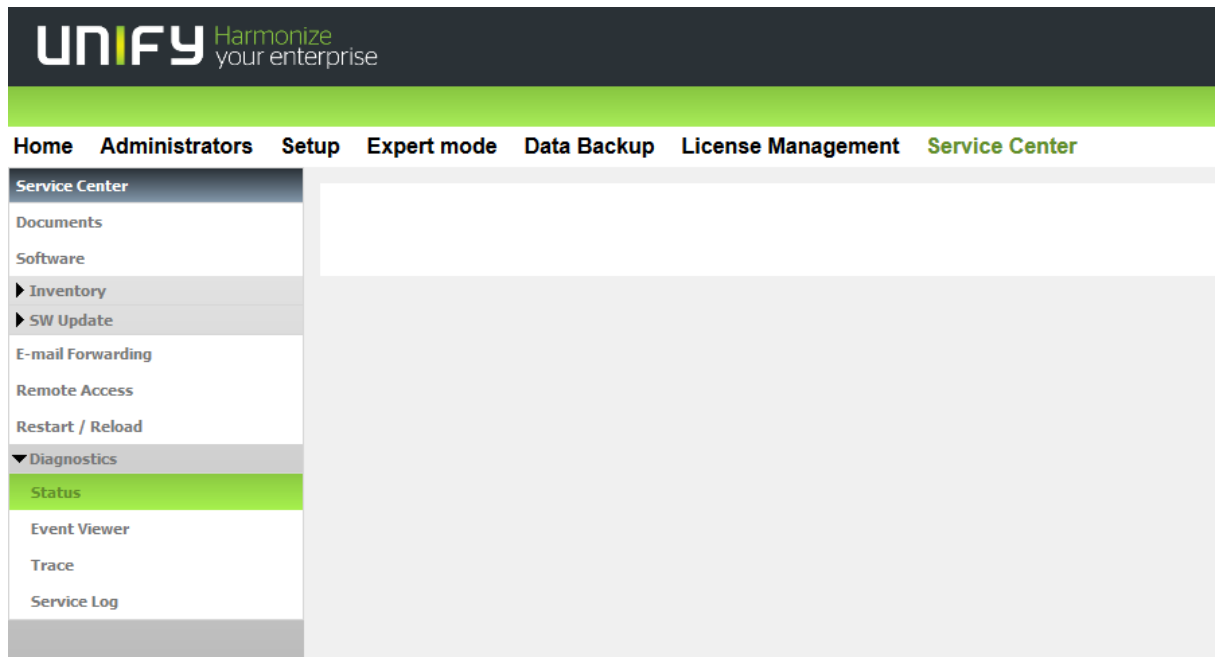 UNIFY Harmonize
your enterprise
Home Administrators Setup Expert mode Data Backup License Management Service Center
Service Center
Documents
Software
Inventory
SW Update
E-mail Forwarding
Remote Access
Restart / Reload
Diagnostics
Status
Event Viewer
Trace
Service Log